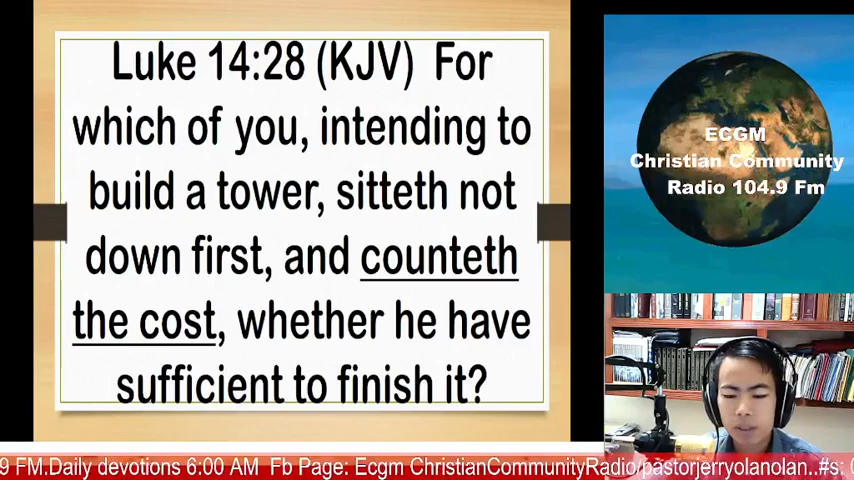 Luke 14:28 (KJV)  For
which of you, intending to
build a tower, sitteth not
down first, and counteth
the cost, whether he have
sufficient to finish it?
ECGM
Christian Community
Radio 104.9 Fm
9 FM.Daily devotions 6:00 AM  Fb Page: Ecgm ChristianCommunityRadio/pastorjerryolanolan..#s: